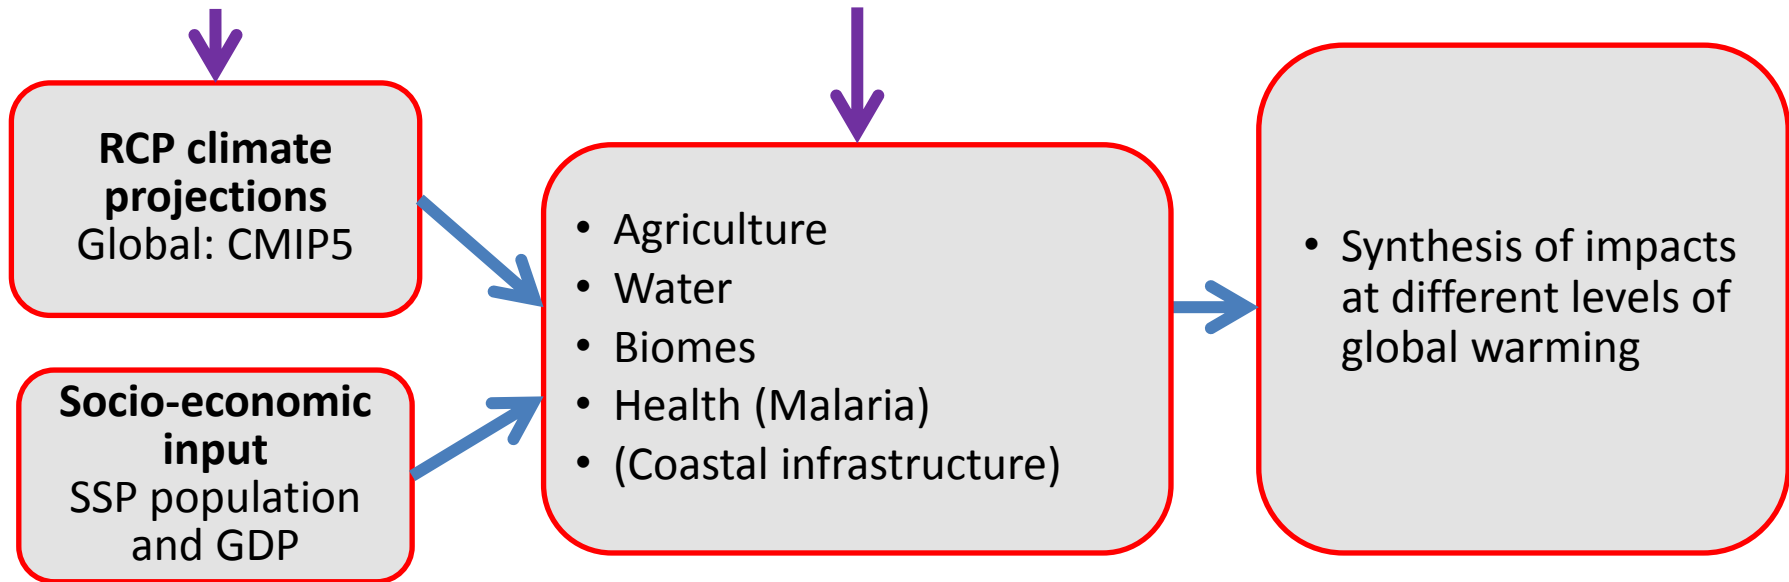 RCP climate
projections
Global: CMIP5
Socio-economic
input
SSP population
and GDP
• Agriculture
• Water
• Biomes
• Health (Malaria)
• (Coastal infrastructure)
• Synthesis of impacts
at different levels of
global warming